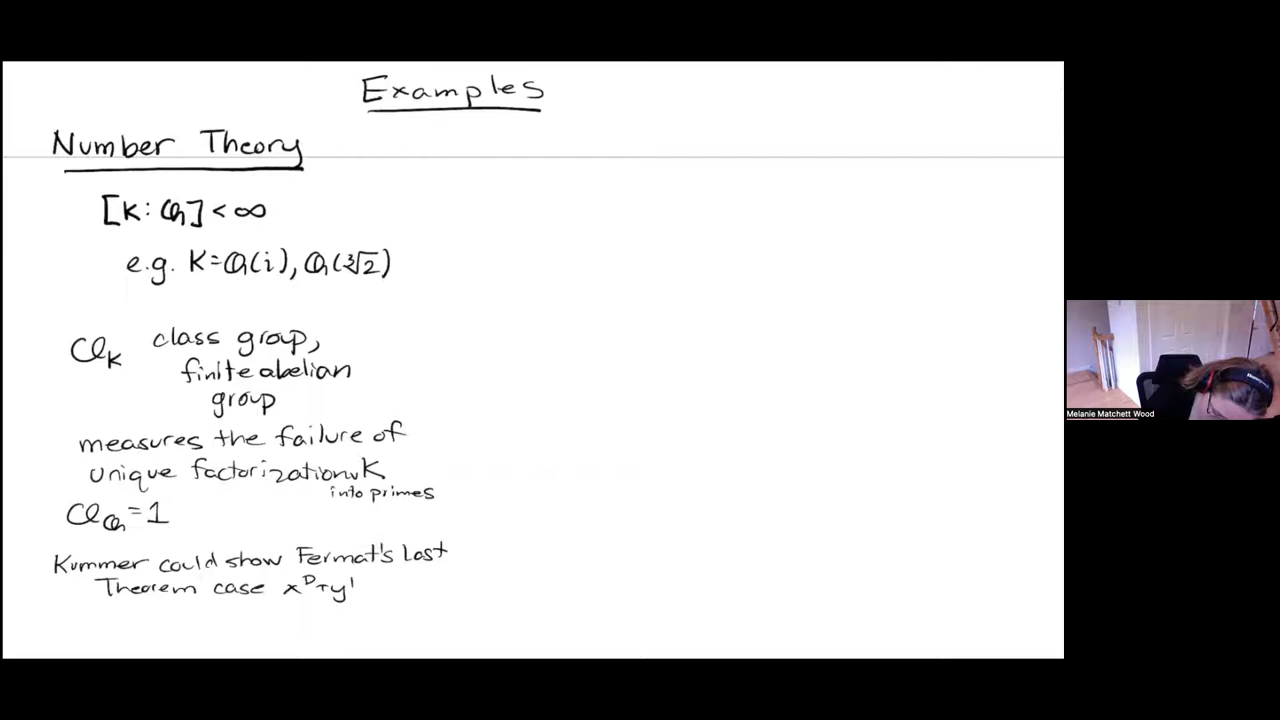 Examples
Number Theory
[K:ℚ] < ∞
e.g. K=ℚ(i), ℚ(∛2)
Cl_K class group,
finite abelian
group
measures the failure of
unique factorization K
into primes
Cl_ℚ = 1
Kummer could show Fermat's Last
Theorem case x^p+y^
Melanie Matchett Wood